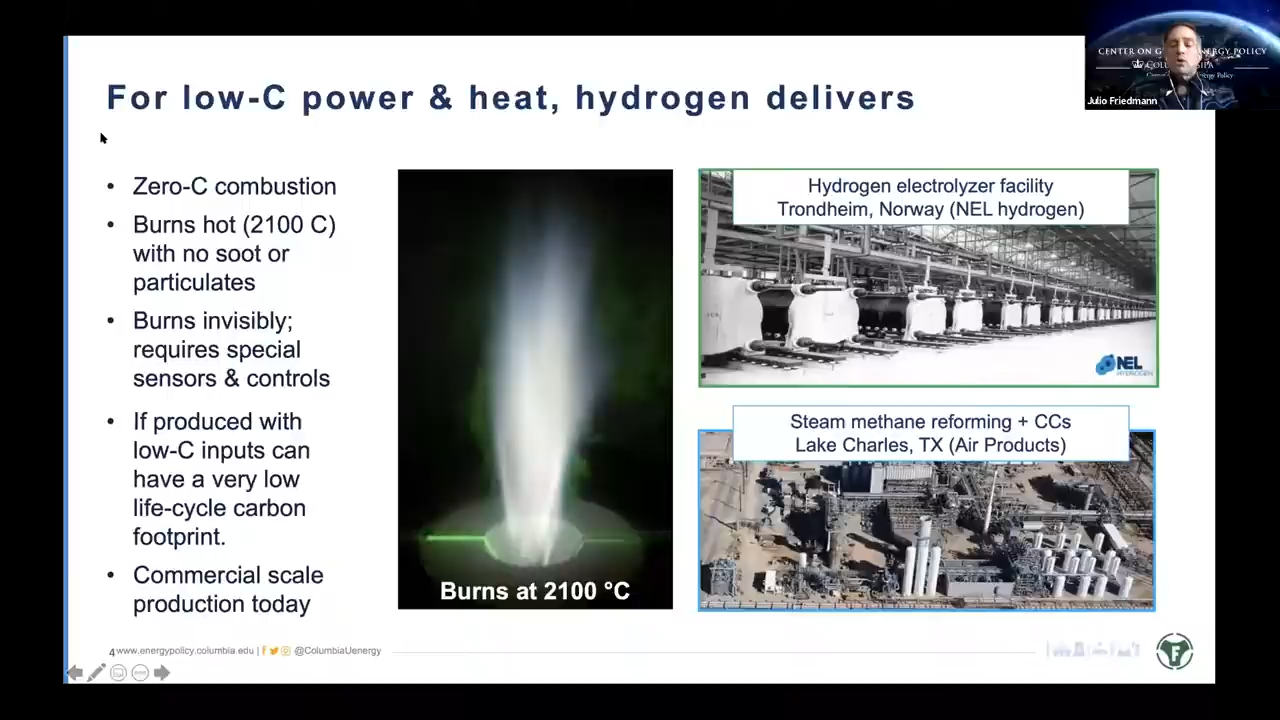 For low-C power & heat, hydrogen delivers
• Zero-C combustion
• Burns hot (2100 C)
with no soot or
particulates
• Burns invisibly;
requires special
sensors & controls
• If produced with
low-C inputs can
have a very low
life-cycle carbon
footprint.
• Commercial scale
production today
Burns at 2100 °C
Hydrogen electrolyzer facility
Trondheim, Norway (NEL hydrogen)
NEL
HYDROGEN
Steam methane reforming + CCs
Lake Charles, TX (Air Products)
4 www.energypolicy.columbia.edu | @ColumbiaUenergy
F
CENTER ON ENERGY POLICY
Julio Friedmann